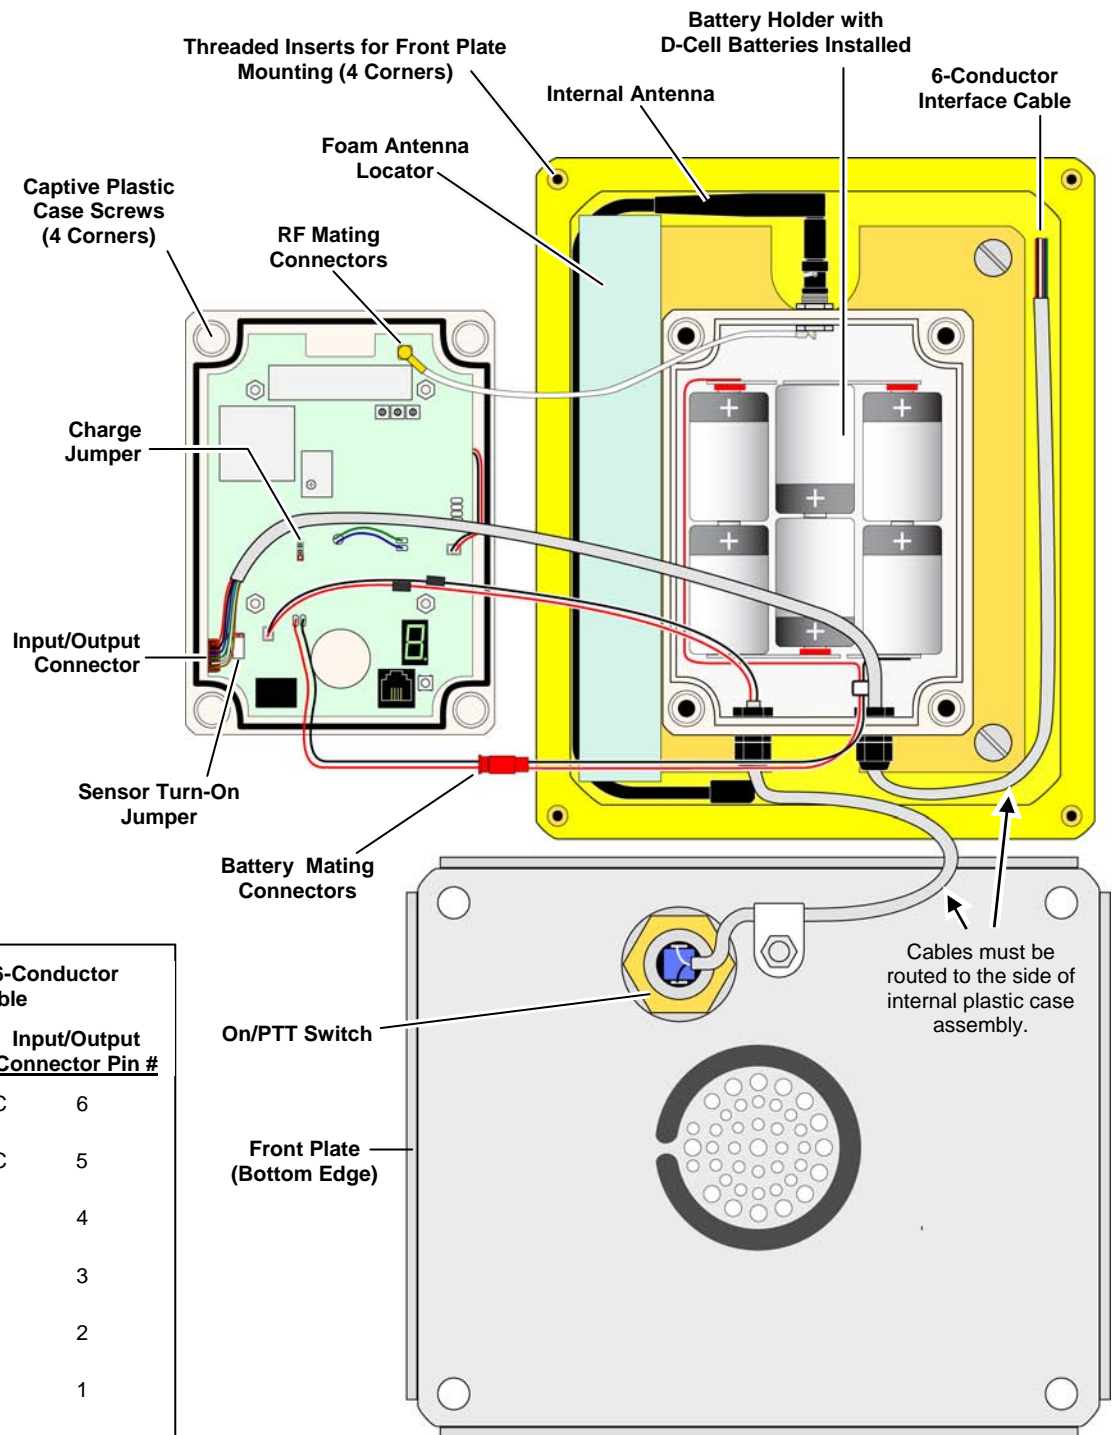 Battery Holder with
D-Cell Batteries Installed
Threaded Inserts for Front Plate
Mounting (4 Corners)
6-Conductor
Interface Cable
Internal Antenna
Foam Antenna
Locator
Captive Plastic
Case Screws
(4 Corners)
RF Mating
Connectors
Charge
Jumper
Input/Output
Connector
Sensor Turn-On
Jumper
Battery Mating
Connectors
Cables must be
routed to the side of
internal plastic case
assembly.
On/PTT Switch
Front Plate
(Bottom Edge)
6-Conductor
ble
Input/Output
Connector Pin #
C 6
C 5
4
3
2
1